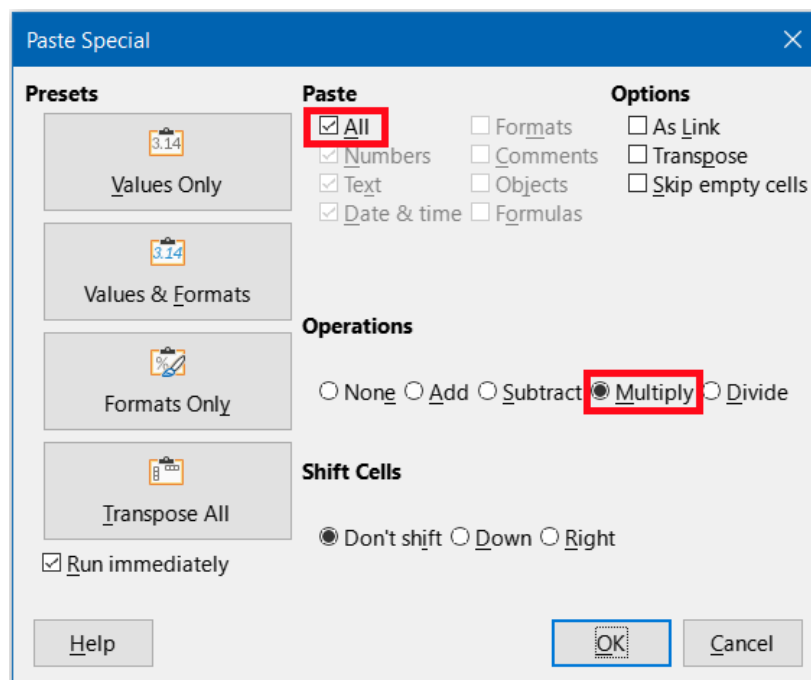 Paste Special
Presets
3.14
Values Only
3.14
Values & Formats
%
Formats Only
Transpose All
Run immediately
Paste
All
Formats
Numbers
Comments
Text
Objects
Date & time
Formulas
Options
As Link
Transpose
Skip empty cells
Operations
None Add Subtract Multiply Divide
Shift Cells
Don't shift Down Right
Help
OK
Cancel